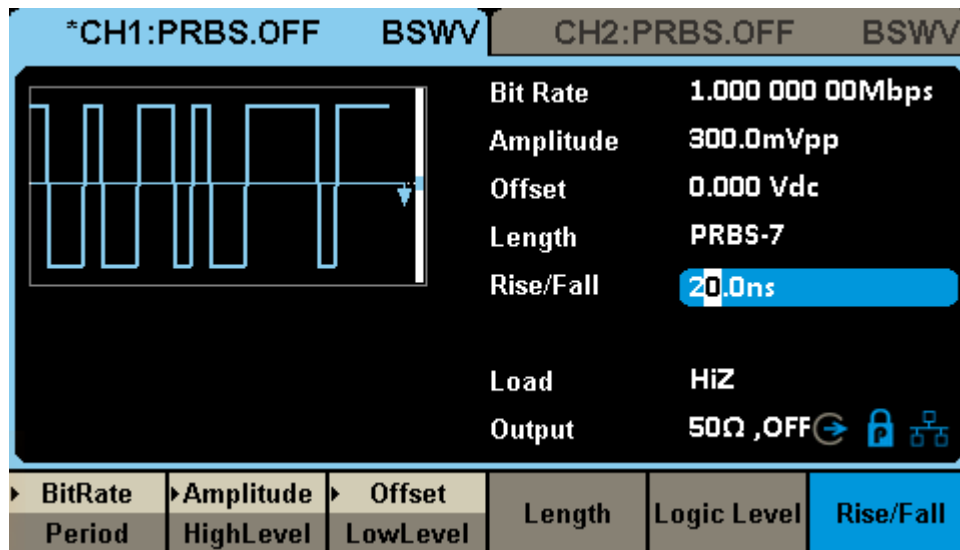 *CH1:PRBS.OFF BSWV CH2:PRBS.OFF BSWV
Bit Rate 1.000 000 00Mbps
Amplitude 300.0mVpp
Offset 0.000 Vdc
Length PRBS-7
Rise/Fall 20.0ns
Load HiZ
Output 50Ω ,OFF P
BitRate Amplitude Offset Length Logic Level Rise/Fall
Period HighLevel LowLevel